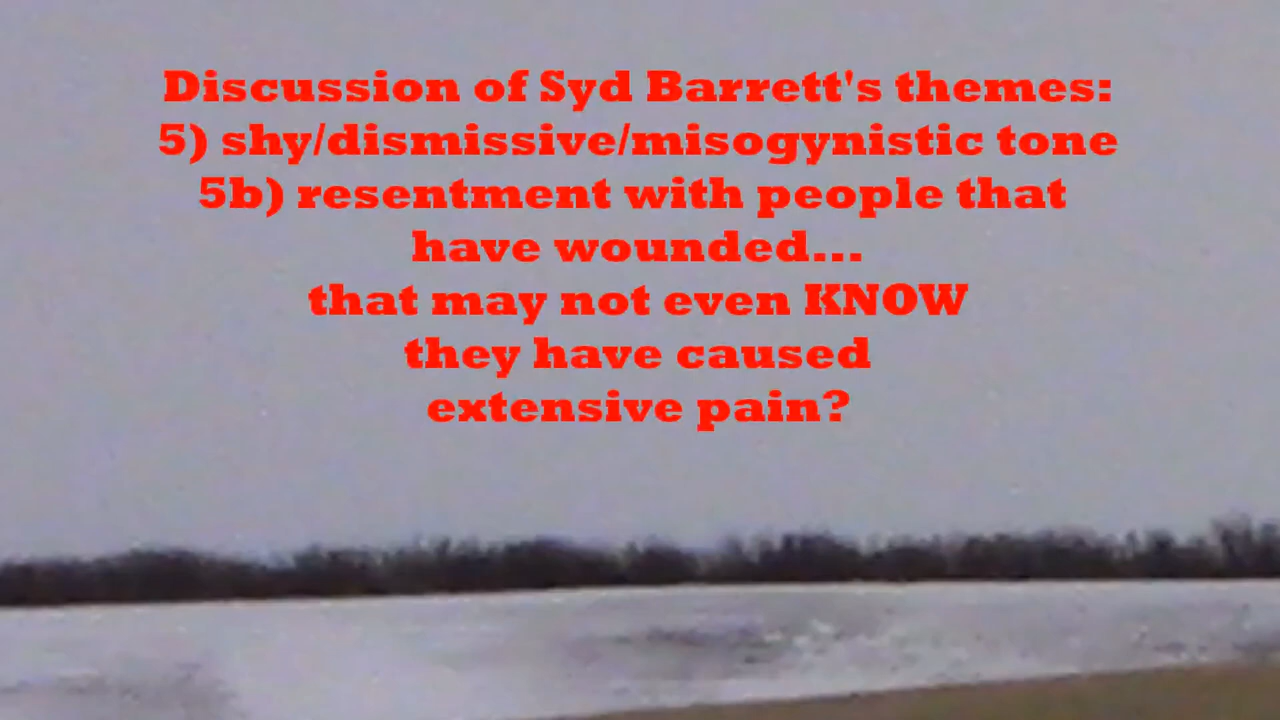 Discussion of Syd Barrett's themes:
5) shy/dismissive/misogynistic tone
5b) resentment with people that
have wounded...
that may not even KNOW
they have caused
extensive pain?